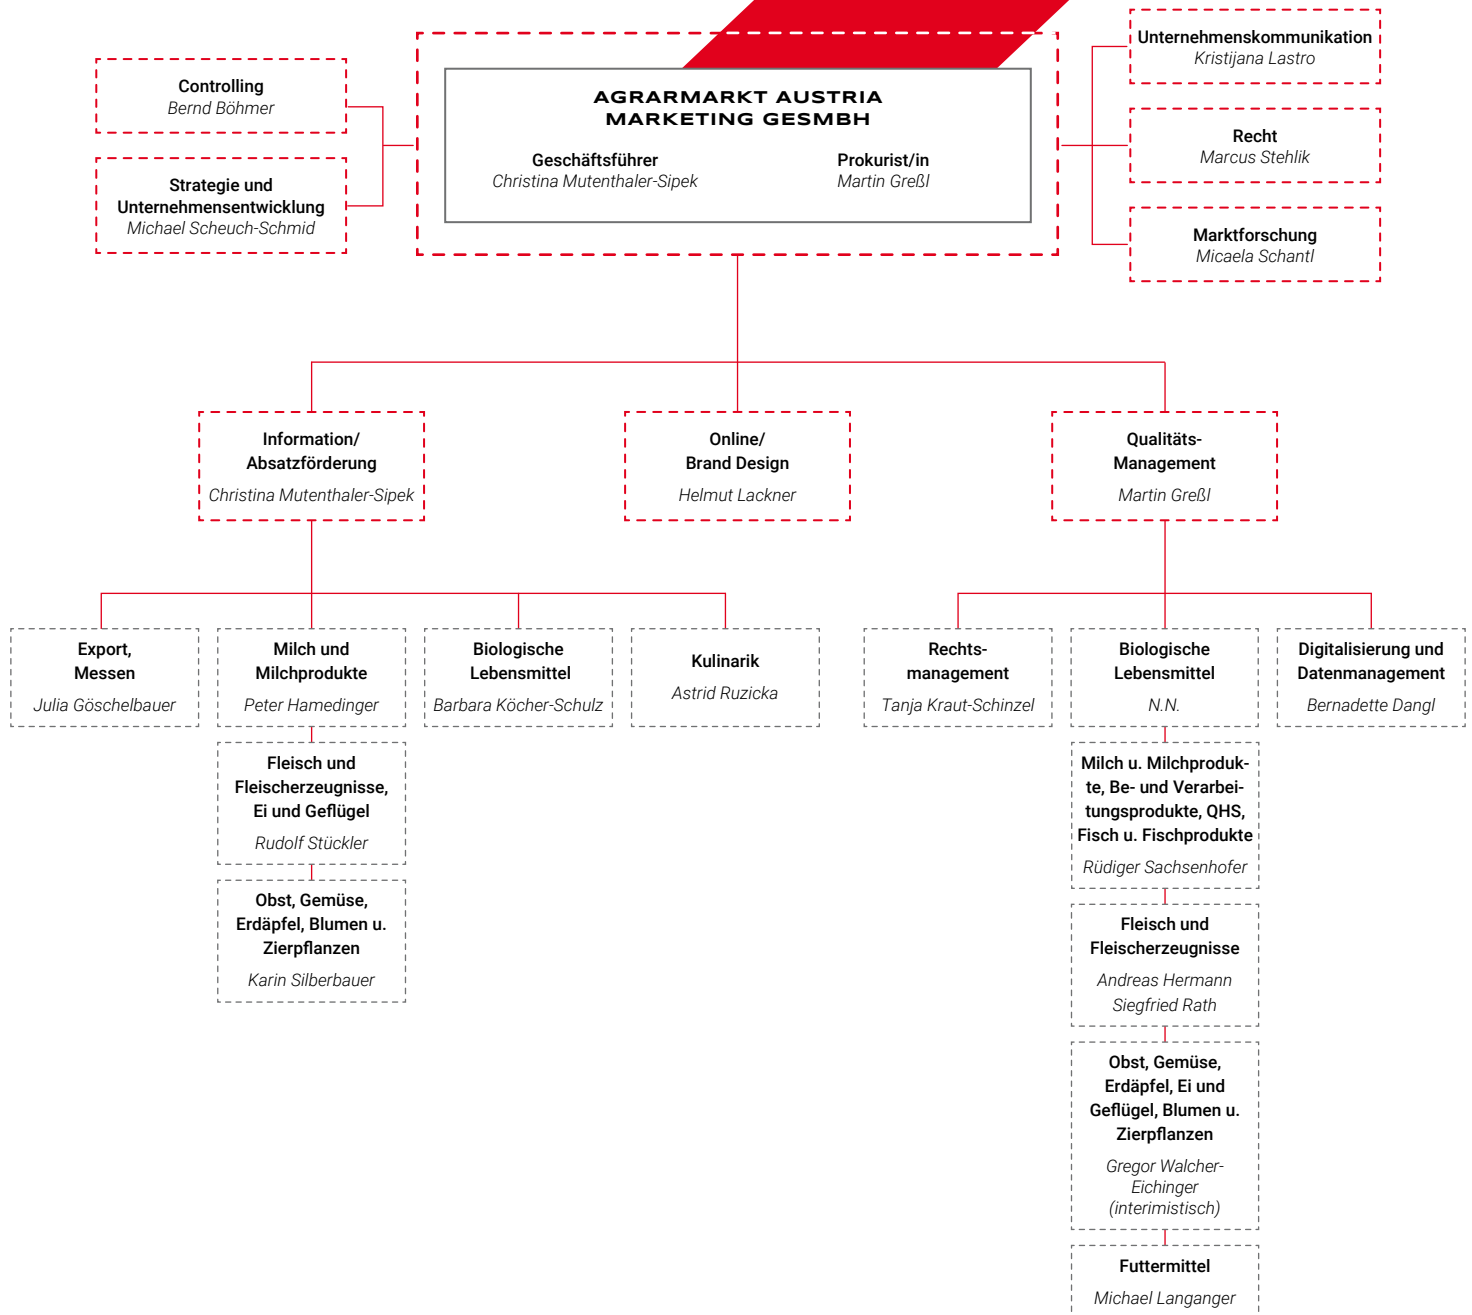 Controlling
Bernd Böhmer
Strategie und
Unternehmensentwicklung
Michael Scheuch-Schmid
AGRARMARKT AUSTRIA
MARKETING GESMBH
Geschäftsführer
Christina Mutenthaler-Sipek
Prokurist/in
Martin Greßl
Unternehmenskommunikation
Kristijana Lastro
Recht
Marcus Stehlik
Marktforschung
Micaela Schantl
Information/
Absatzförderung
Christina Mutenthaler-Sipek
Online/
Brand Design
Helmut Lackner
Qualitäts-
Management
Martin Greßl
Export,
Messen
Julia Göschelbauer
Milch und
Milchprodukte
Peter Hamedinger
Biologische
Lebensmittel
Barbara Köcher-Schulz
Kulinarik
Astrid Ruzicka
Fleisch und
Fleischerzeugnisse,
Ei und Geflügel
Rudolf Stückler
Obst, Gemüse,
Erdäpfel, Blumen u.
Zierpflanzen
Karin Silberbauer
Rechts-
management
Tanja Kraut-Schinzel
Biologische
Lebensmittel
N.N.
Digitalisierung und
Datenmanagement
Bernadette Dangl
Milch u. Milchproduk-
te, Be- und Verarbei-
tungsprodukte, QHS,
Fisch u. Fischprodukte
Rüdiger Sachsenhofer
Fleisch und
Fleischerzeugnisse
Andreas Hermann
Siegfried Rath
Obst, Gemüse,
Erdäpfel, Ei und
Geflügel, Blumen u.
Zierpflanzen
Gregor Walcher-
Eichinger
(interimistisch)
Futtermittel
Michael Langanger